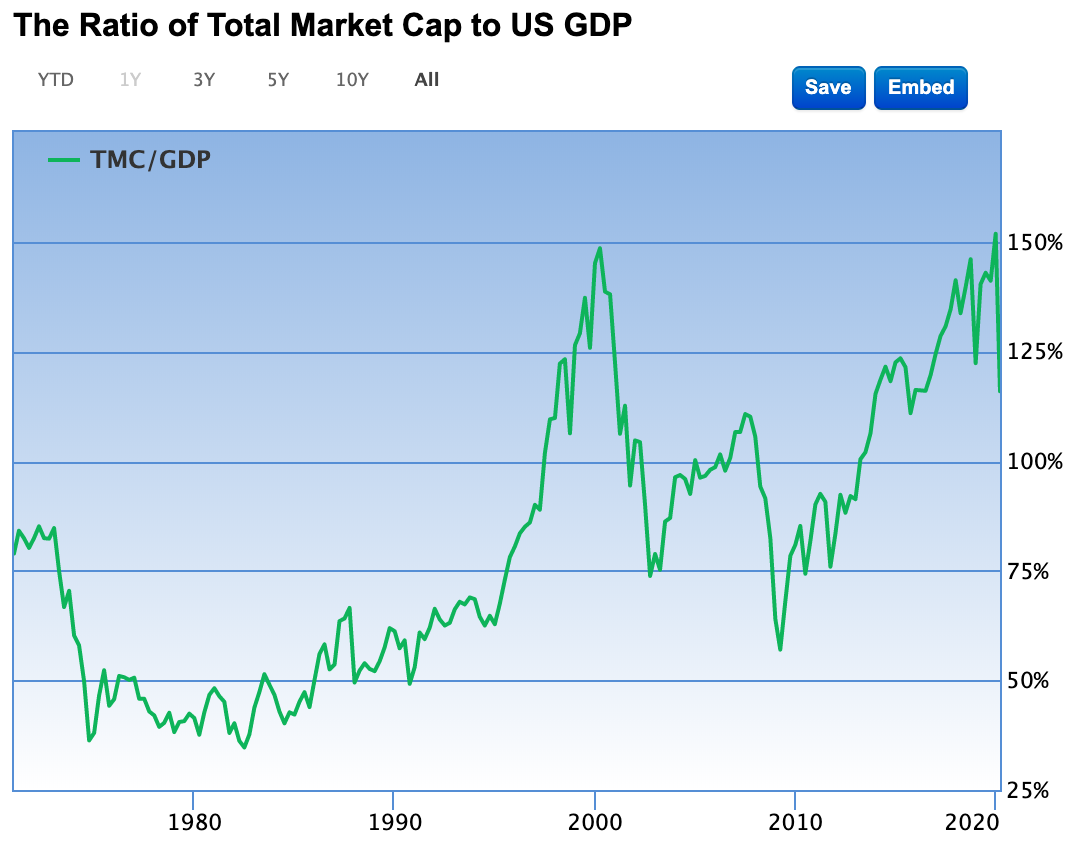 The Ratio of Total Market Cap to US GDP
YTD 1Y 3Y 5Y 10Y All Save Embed
TMC/GDP
150%
125%
100%
75%
50%
25%
1980 1990 2000 2010 2020